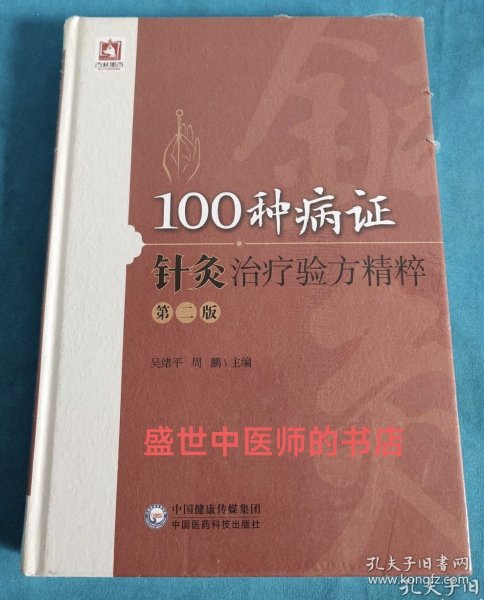 100种病证
针灸治疗验方精粹
第二版
吴绪平 周 鹏\主编
盛世中医师的书店
中国健康传媒集团
中国医药科技出版社
孔夫子旧书网
www.kongfz.com
孔夫子旧